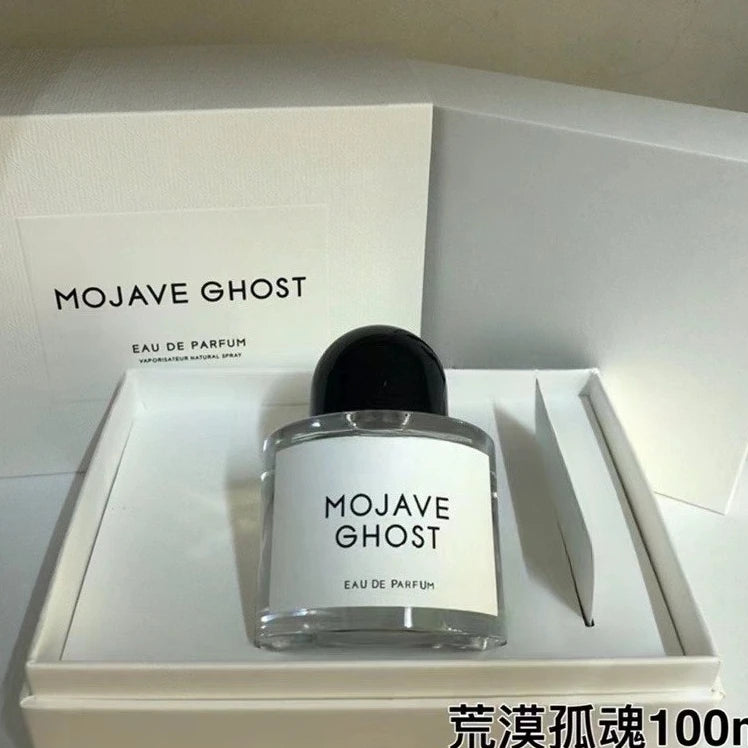 MOJAVE GHOST
EAU DE PARFUM
VAPORISATEUR NATURAL SPRAY
MOJAVE
GHOST
EAU DE PARFUM
荒漠孤魂100m